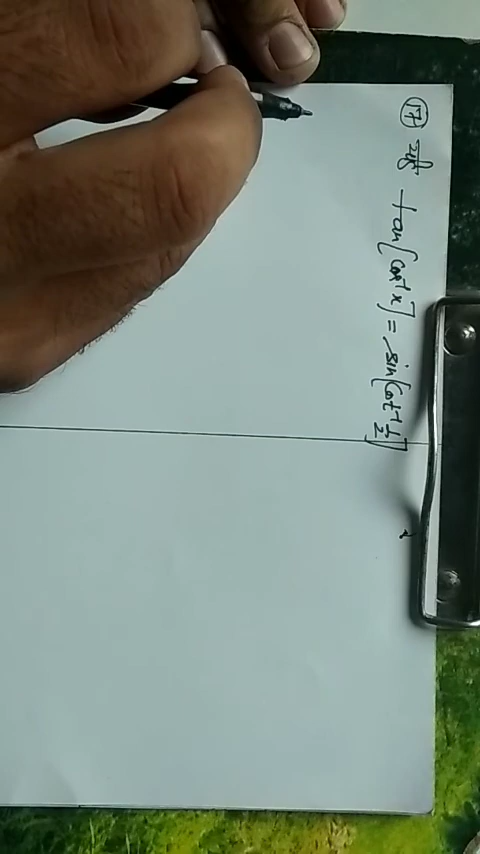 (17) यदि tan[cos⁻¹x] = sin[cot⁻¹ 1/2]